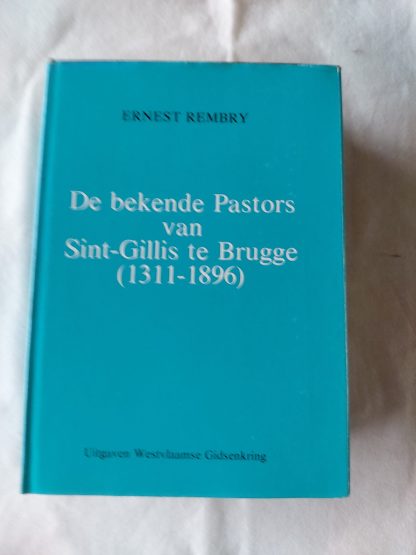 ERNEST REMBRY
De bekende Pastors
van
Sint-Gillis te Brugge
(1311-1896)
Uitgaven Westvlaamse Gidsenkring